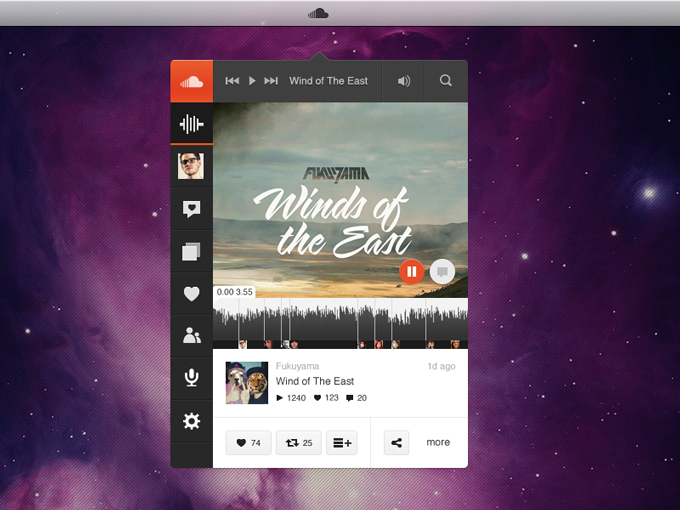 Wind of The East
FUKUYAMA
Winds of
the East
0.00 3.55
Fukuyama
1d ago
Wind of The East
1240 123 20
74 25 more